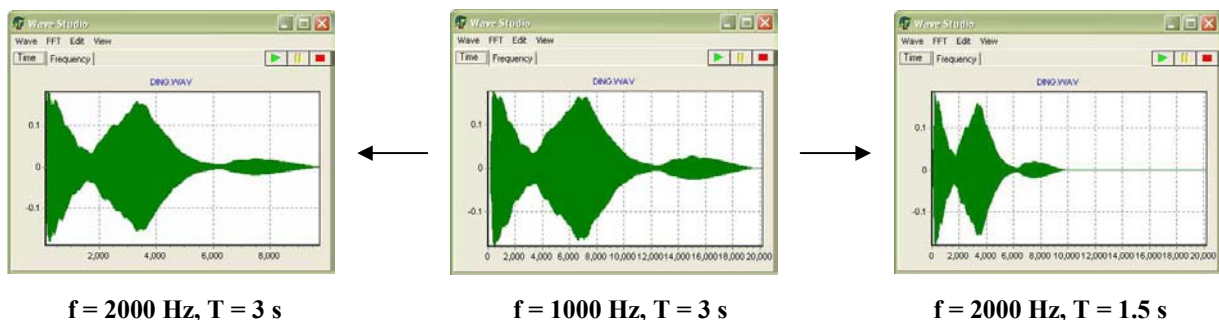 Wave Studio
Wave FFT Edit View
Time Frequency
DING.WAV
0.1
0
-0.1
2,000 4,000 6,000 8,000
f = 2000 Hz, T = 3 s
Wave Studio
Wave FFT Edit View
Time Frequency
DING.WAV
0.1
0
-0.1
0 2,000 4,000 6,000 8,000 10,000 12,000 14,000 16,000 18,000 20,000
f = 1000 Hz, T = 3 s
Wave Studio
Wave FFT Edit View
Time Frequency
DING.WAV
0.1
0
-0.1
0 2,000 4,000 6,000 8,000 10,000 12,000 14,000 16,000 18,000 20,000
f = 2000 Hz, T = 1.5 s